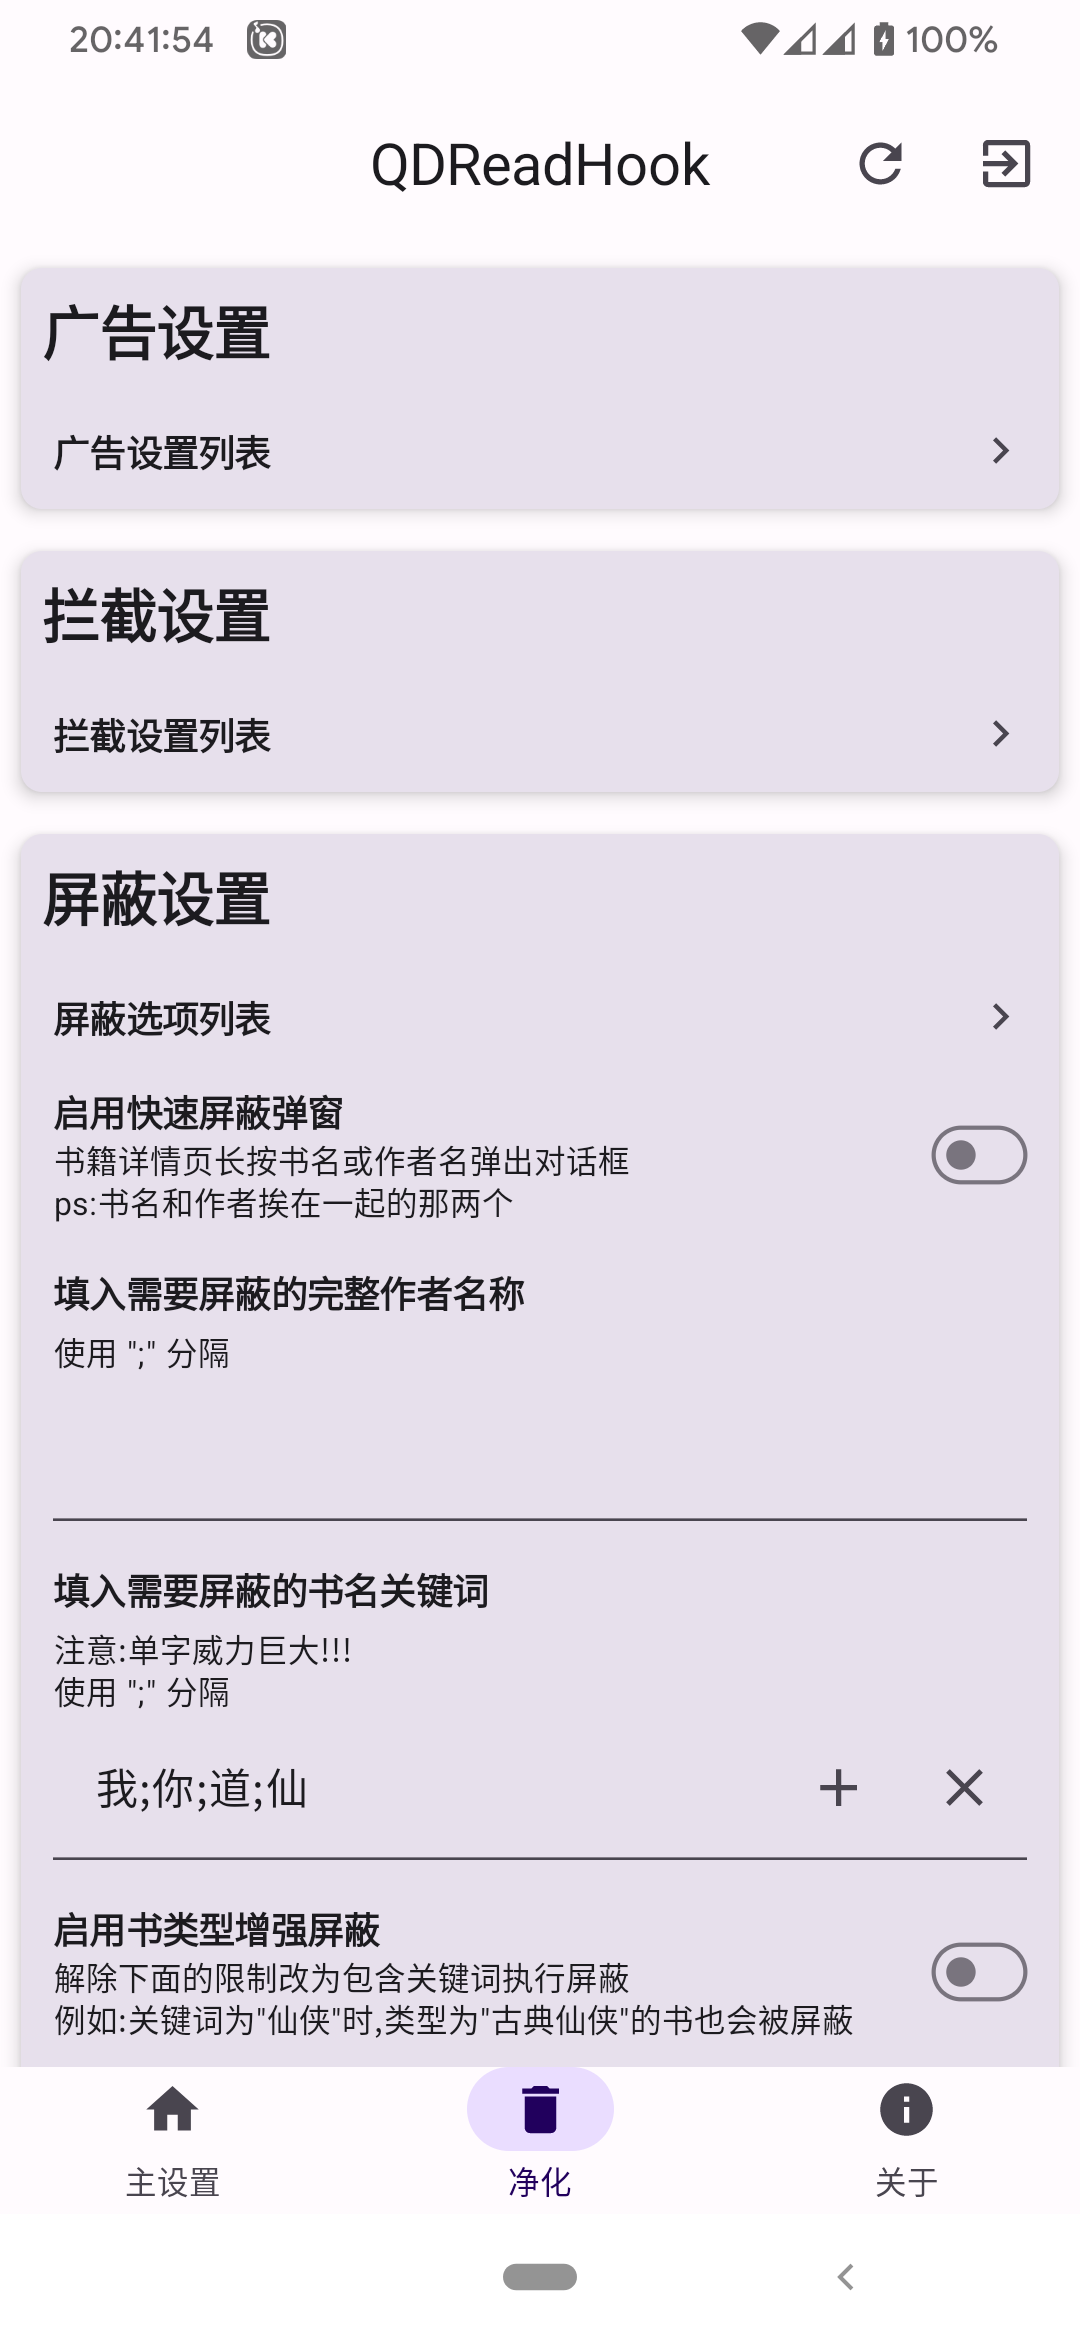 20:41:54
100%
QDReadHook
广告设置
广告设置列表
拦截设置
拦截设置列表
屏蔽设置
屏蔽选项列表
启用快速屏蔽弹窗
书籍详情页长按书名或作者名弹出对话框
ps:书名和作者挨在一起的那两个
填入需要屏蔽的完整作者名称
使用 ";" 分隔
填入需要屏蔽的书名关键词
注意:单字威力巨大!!!
使用 ";" 分隔
我;你;道;仙
启用书类型增强屏蔽
解除下面的限制改为包含关键词执行屏蔽
例如:关键词为"仙侠"时,类型为"古典仙侠"的书也会被屏蔽
主设置
净化
关于